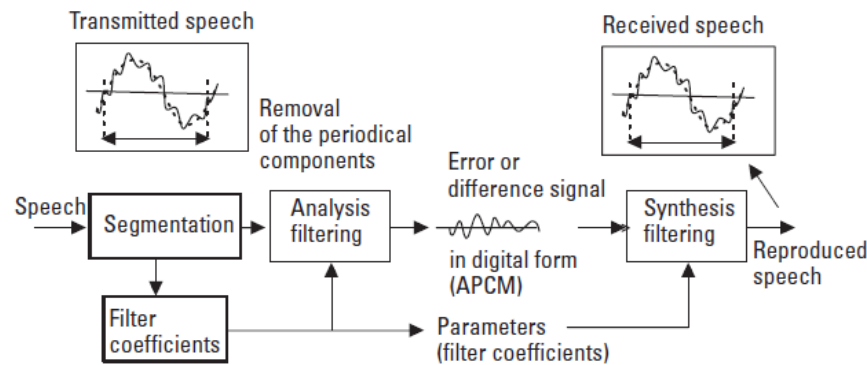 Transmitted speech
Received speech
Removal
of the periodical
components
Error or
difference signal
Speech
Segmentation
Analysis
filtering
Synthesis
filtering
in digital form
(APCM)
Reproduced
speech
Filter
coefficients
Parameters
(filter coefficients)